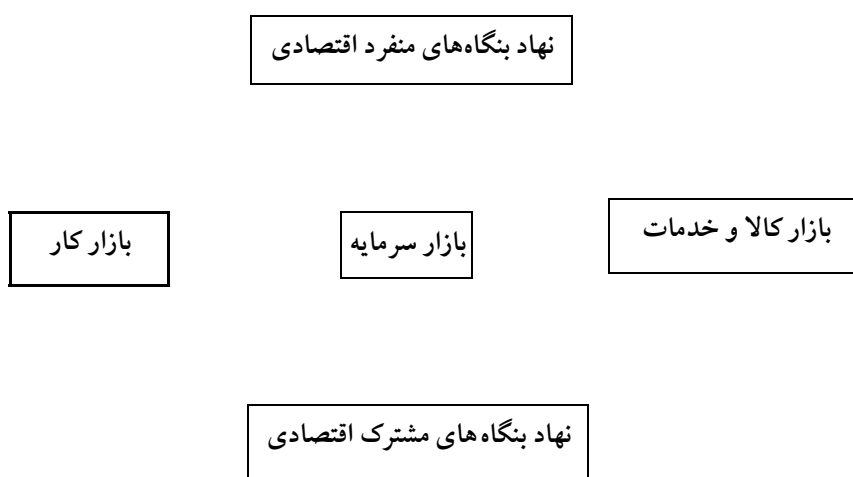 نهاد بنگاه‌های منفرد اقتصادی
بازار کالا و خدمات
بازار سرمایه
بازار کار
نهاد بنگاه‌های مشترک اقتصادی